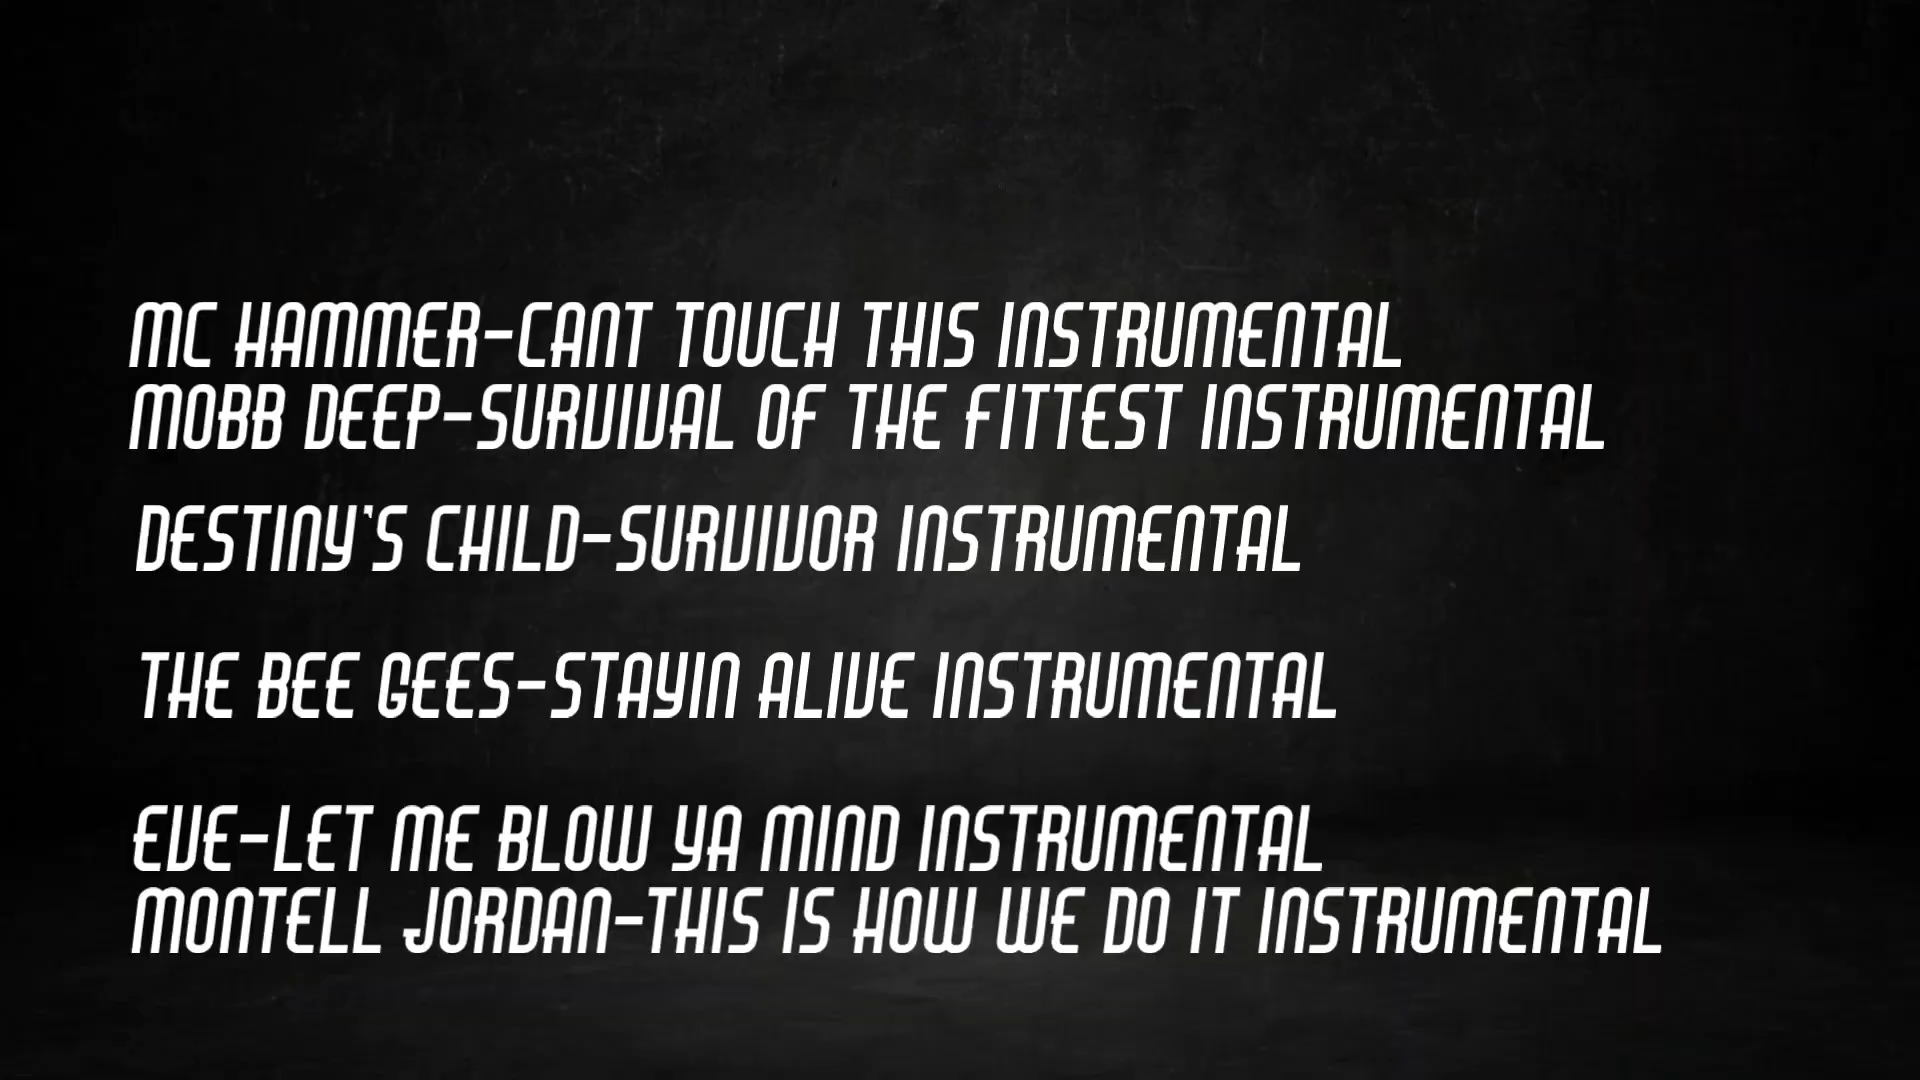 MC HAMMER-CANT TOUCH THIS INSTRUMENTAL
MOBB DEEP-SURVIVAL OF THE FITTEST INSTRUMENTAL
DESTINY'S CHILD-SURVIVOR INSTRUMENTAL
THE BEE GEES-STAYIN ALIVE INSTRUMENTAL
EVE-LET ME BLOW YA MIND INSTRUMENTAL
MONTELL JORDAN-THIS IS HOW WE DO IT INSTRUMENTAL